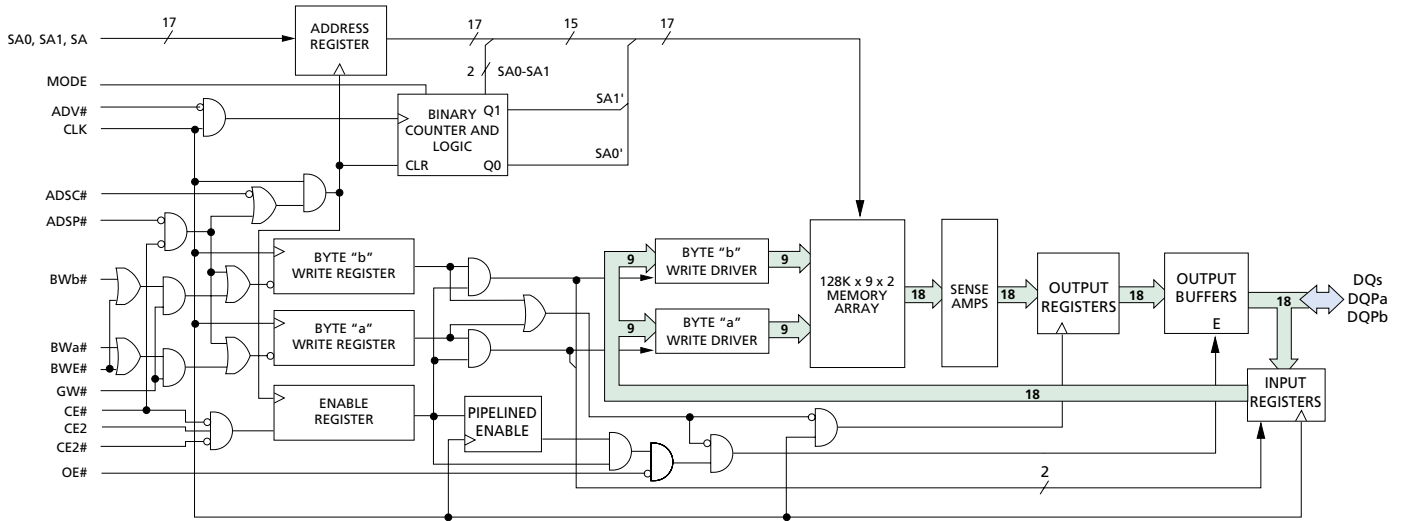 SA0, SA1, SA
17
ADDRESS
REGISTER
17
15
17
2
SA0-SA1
MODE
ADV#
CLK
BINARY
COUNTER AND
LOGIC
Q1
CLR
Q0
SA1'
SA0'
ADSC#
ADSP#
BYTE “b”
WRITE REGISTER
BWb#
BYTE “a”
WRITE REGISTER
BWa#
BWE#
GW#
CE#
CE2
CE2#
OE#
ENABLE
REGISTER
PIPELINED
ENABLE
9
BYTE “b”
WRITE DRIVER
9
9
BYTE “a”
WRITE DRIVER
9
128K x 9 x 2
MEMORY
ARRAY
18
SENSE
AMPS
18
OUTPUT
REGISTERS
18
OUTPUT
BUFFERS
E
18
DQs
DQPa
DQPb
18
INPUT
REGISTERS
2